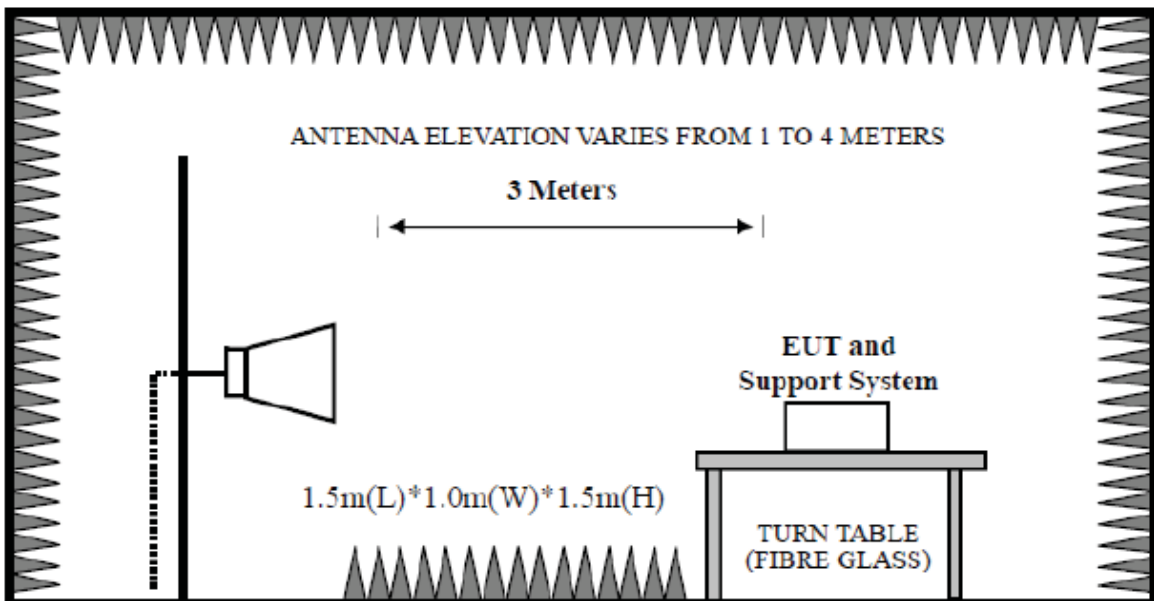 ANTENNA ELEVATION VARIES FROM 1 TO 4 METERS
3 Meters
EUT and
Support System
1.5m(L)*1.0m(W)*1.5m(H)
TURN TABLE
(FIBRE GLASS)